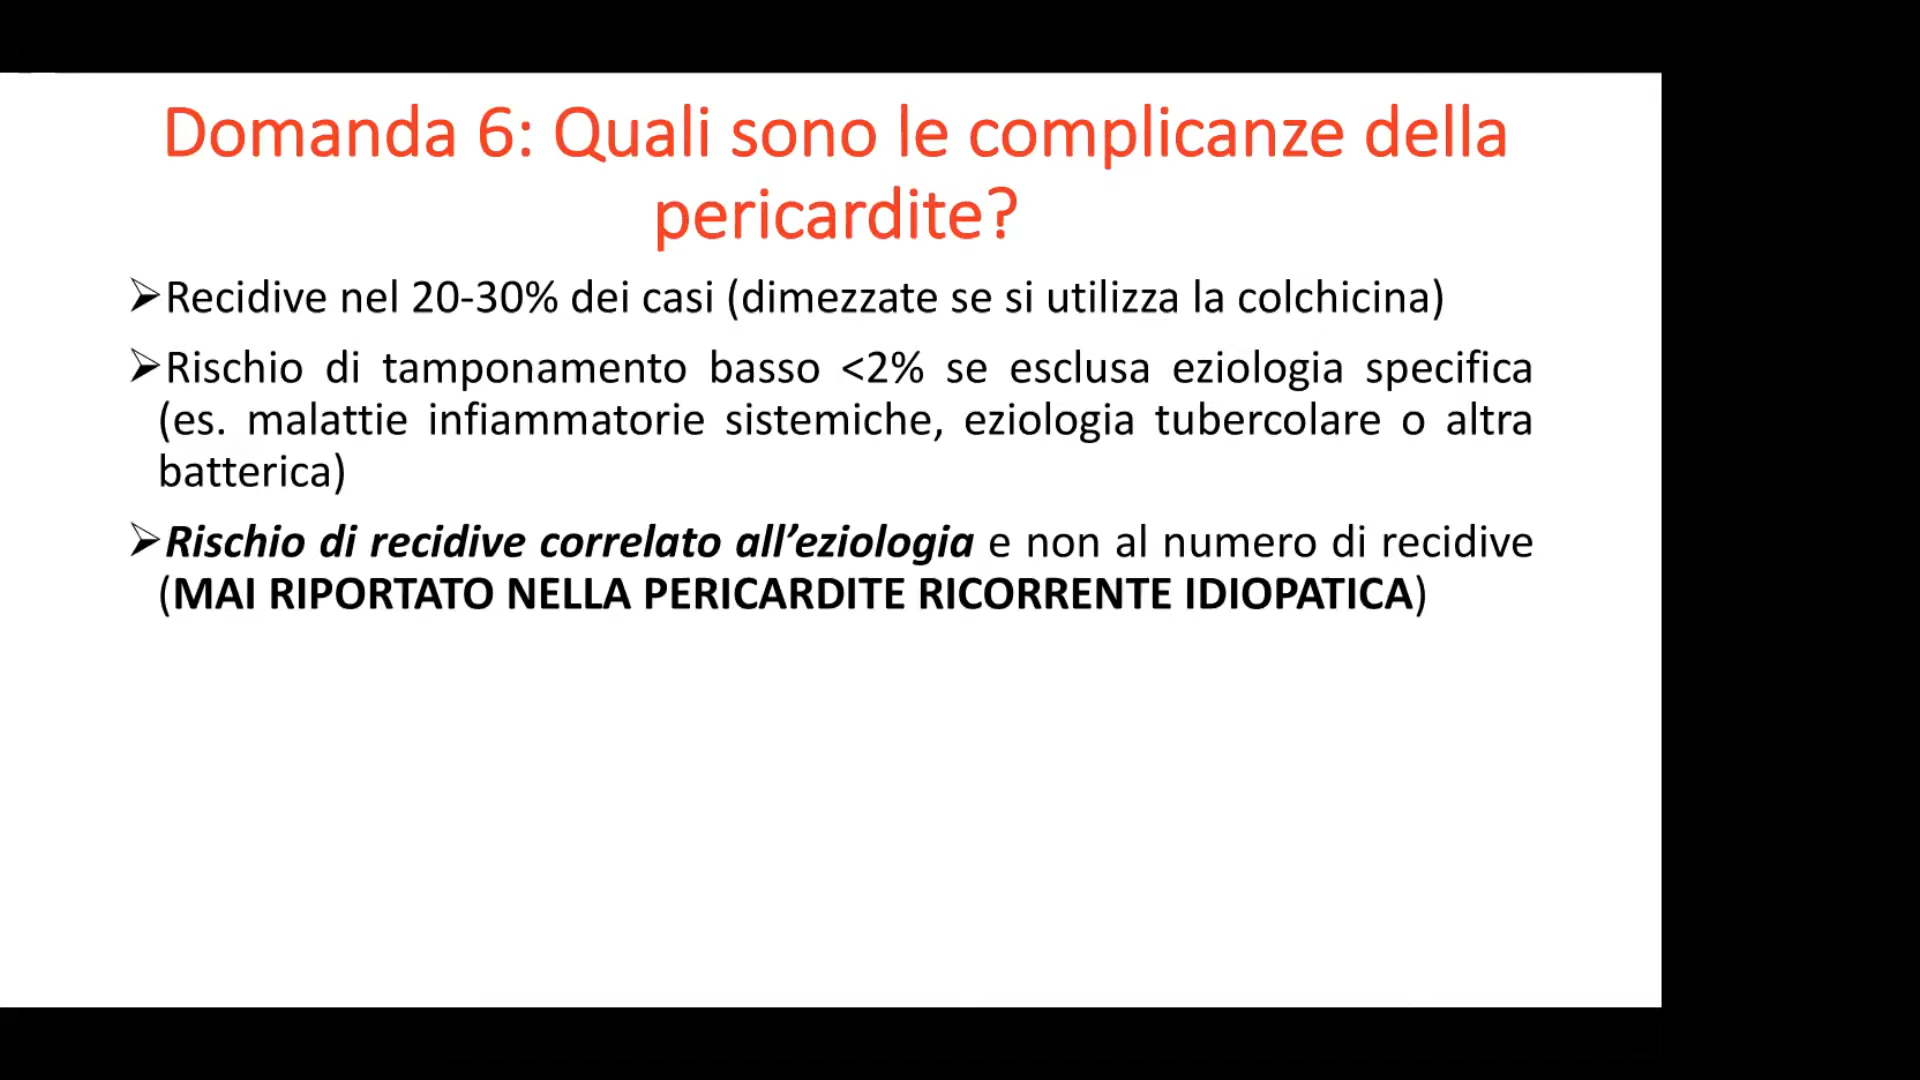 Domanda 6: Quali sono le complicanze della
pericardite?
➢Recidive nel 20-30% dei casi (dimezzate se si utilizza la colchicina)
➢Rischio di tamponamento basso <2% se esclusa eziologia specifica
(es. malattie infiammatorie sistemiche, eziologia tubercolare o altra
batterica)
➢Rischio di recidive correlato all’eziologia e non al numero di recidive
(MAI RIPORTATO NELLA PERICARDITE RICORRENTE IDIOPATICA)